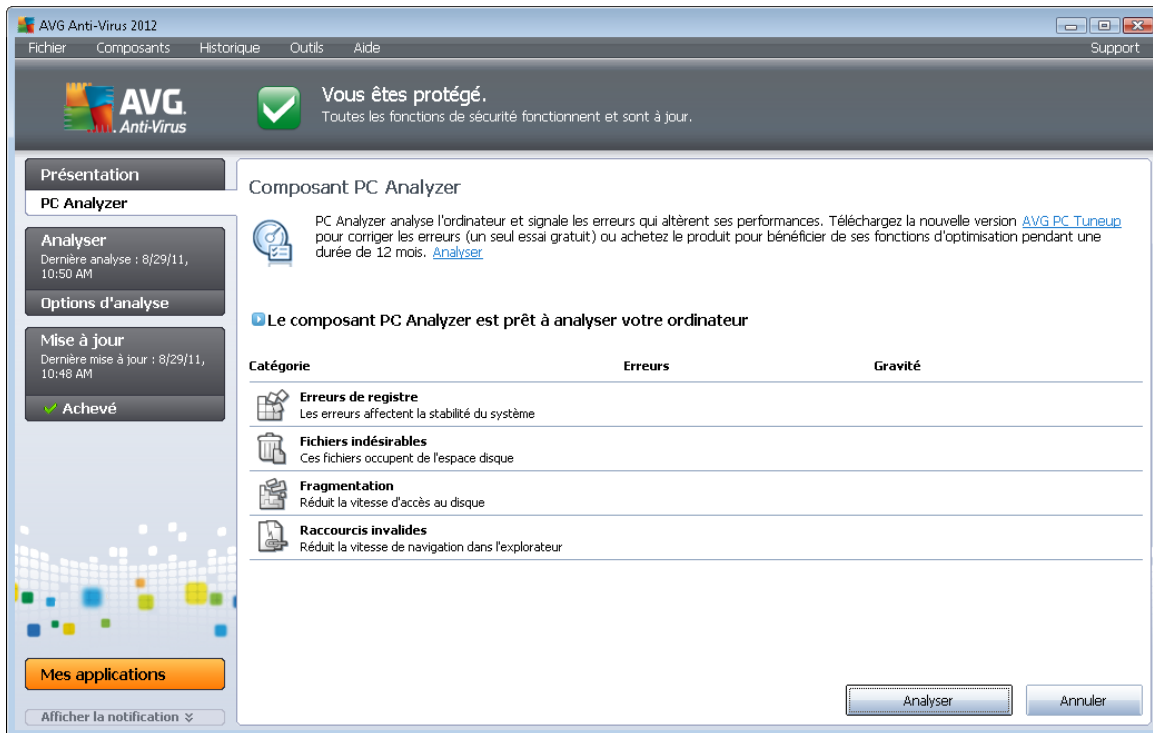 AVG Anti-Virus 2012
Fichier Composants Historique Outils Aide Support
AVG.
Anti-Virus
Vous êtes protégé.
Toutes les fonctions de sécurité fonctionnent et sont à jour.
Présentation
PC Analyzer
Analyser
Dernière analyse : 8/29/11,
10:50 AM
Options d'analyse
Mise à jour
Dernière mise à jour : 8/29/11,
10:48 AM
Achevé
Mes applications
Afficher la notification
Composant PC Analyzer
PC Analyzer analyse l'ordinateur et signale les erreurs qui altèrent ses performances. Téléchargez la nouvelle version AVG PC Tuneup
pour corriger les erreurs (un seul essai gratuit) ou achetez le produit pour bénéficier de ses fonctions d'optimisation pendant une
durée de 12 mois. Analyser
Le composant PC Analyzer est prêt à analyser votre ordinateur
Catégorie Erreurs Gravité
Erreurs de registre
Les erreurs affectent la stabilité du système
Fichiers indésirables
Ces fichiers occupent de l'espace disque
Fragmentation
Réduit la vitesse d'accès au disque
Raccourcis invalides
Réduit la vitesse de navigation dans l'explorateur
Analyser Annuler